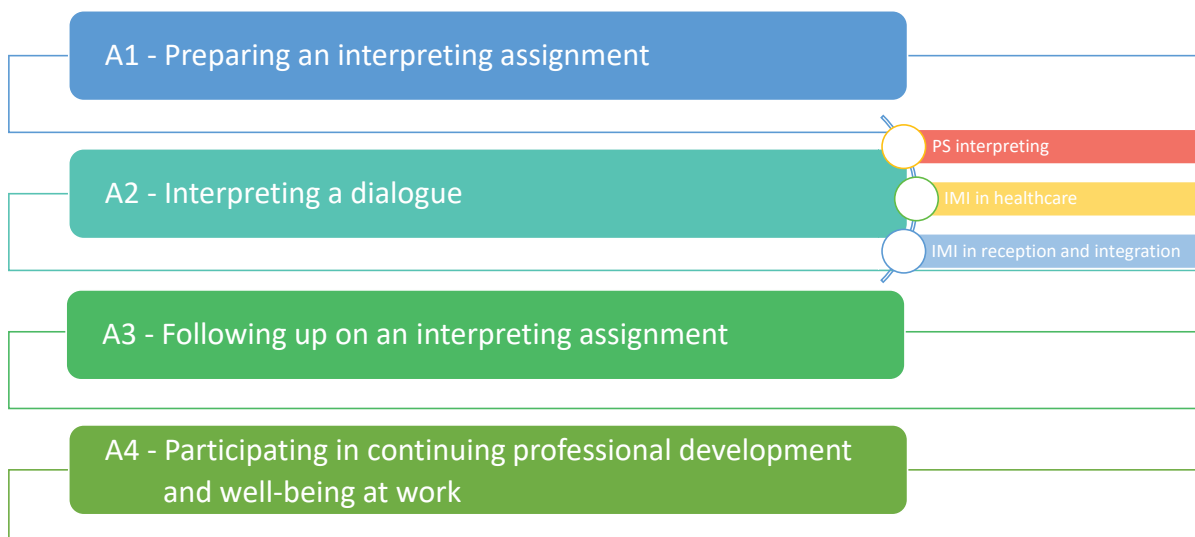 A1 - Preparing an interpreting assignment
PS interpreting
A2 - Interpreting a dialogue
IMI in healthcare
IMI in reception and integration
A3 - Following up on an interpreting assignment
A4 - Participating in continuing professional development
and well-being at work